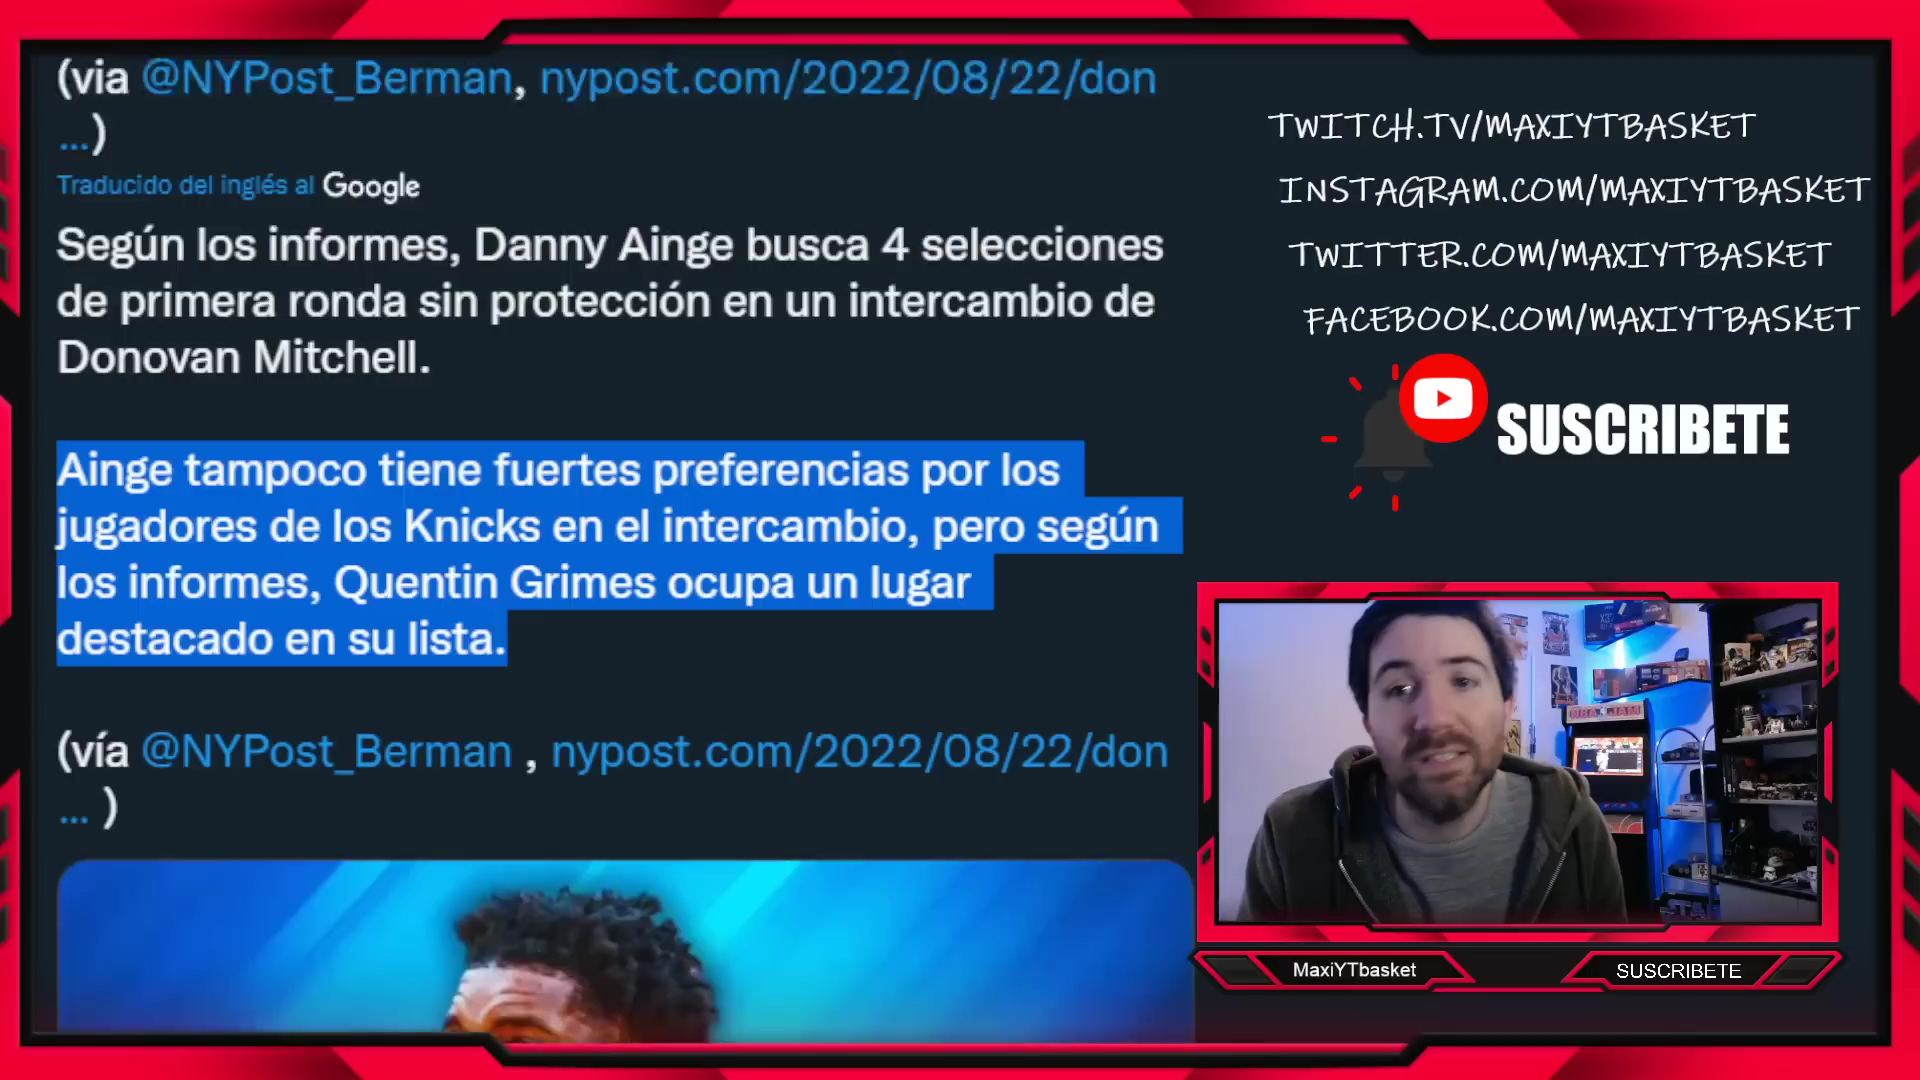 (via @NYPost_Berman, nypost.com/2022/08/22/don
...)
Traducido del inglés al Google
Según los informes, Danny Ainge busca 4 selecciones
de primera ronda sin protección en un intercambio de
Donovan Mitchell.
Ainge tampoco tiene fuertes preferencias por los
jugadores de los Knicks en el intercambio, pero según
los informes, Quentin Grimes ocupa un lugar
destacado en su lista.
(vía @NYPost_Berman , nypost.com/2022/08/22/don
... )
TWITCH.TV/MAXIYTBASKET
INSTAGRAM.COM/MAXIYTBASKET
TWITTER.COM/MAXIYTBASKET
FACEBOOK.COM/MAXIYTBASKET
SUSCRIBETE
NBA JAM
MaxiYTbasket
SUSCRIBETE